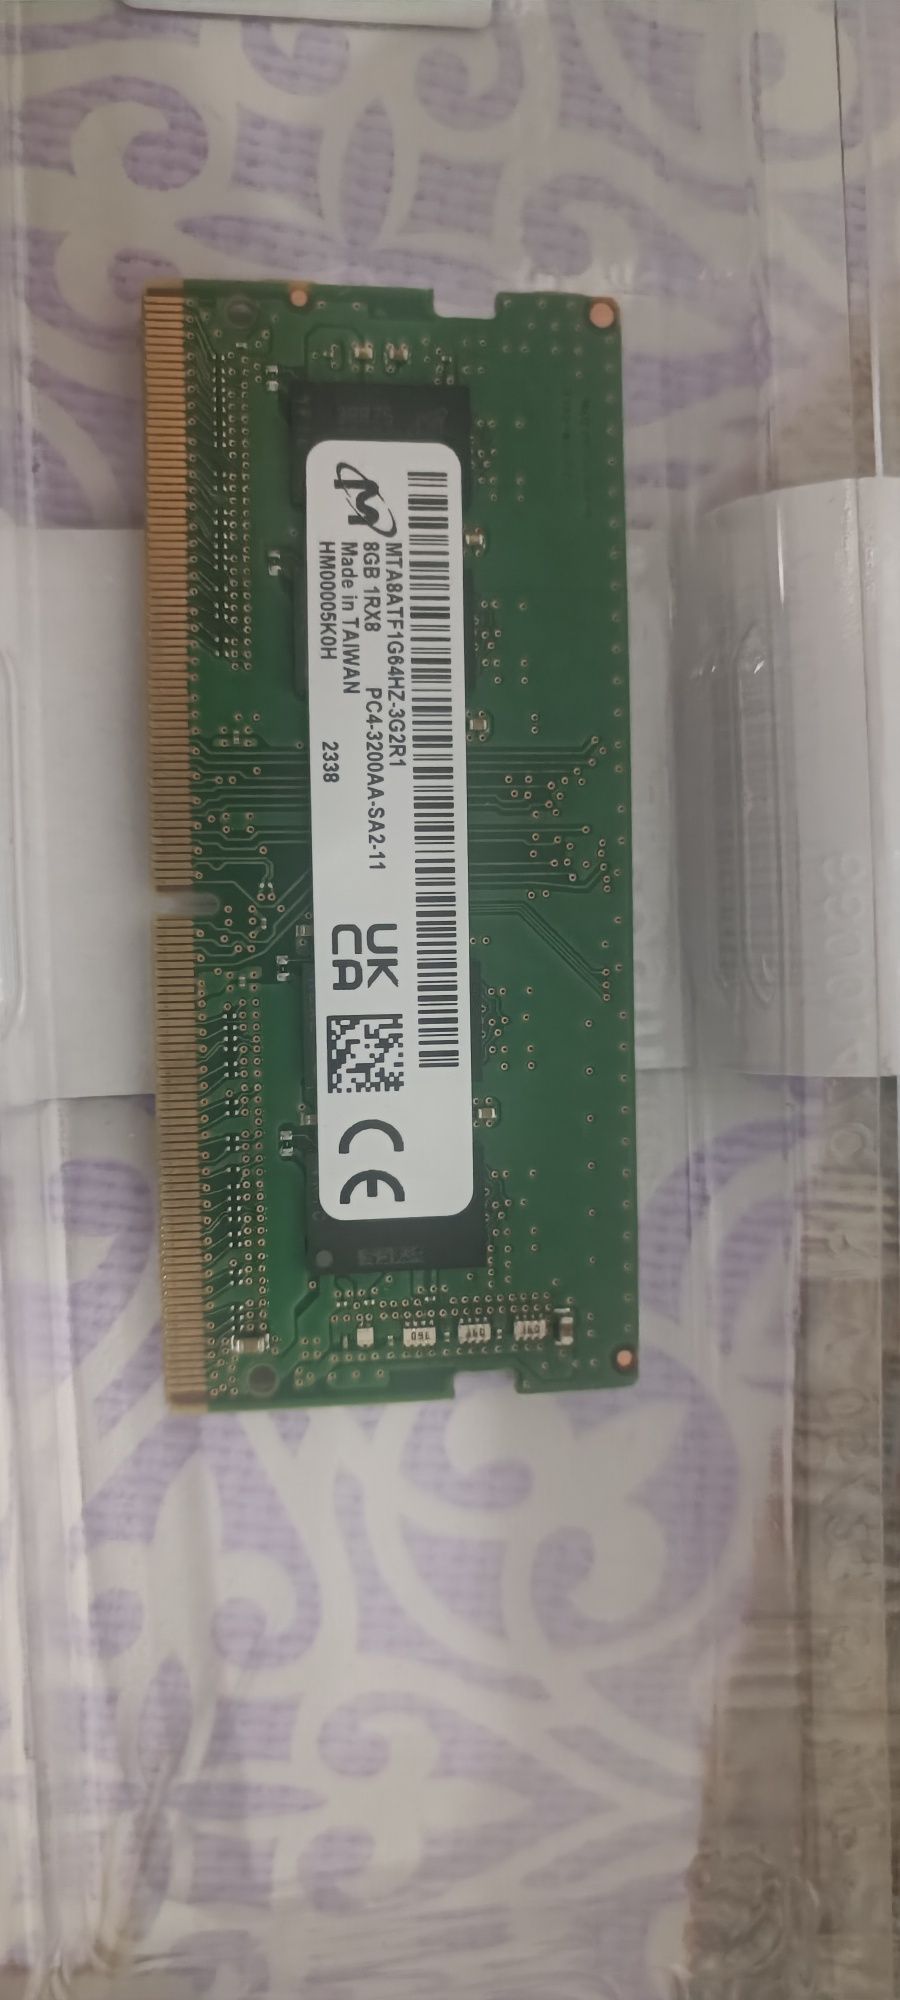 MTA8ATF1G64HZ-3G2R1
8GB 1RX8 PC4-3200AA-SA2-11
Made in TAIWAN
HM00005K0H 2338
UK
CA
CE